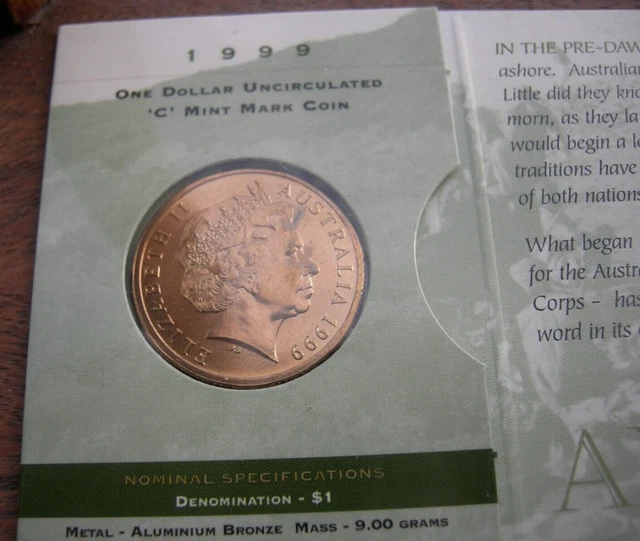 1999
ONE DOLLAR UNCIRCULATED
'C' MINT MARK COIN
ELIZABETH II AUSTRALIA 1999
NOMINAL SPECIFICATIONS
DENOMINATION - $1
METAL - ALUMINIUM BRONZE MASS - 9.00 GRAMS
IN THE PRE-DAW
ashore. Australian
Little did they kno
morn, as they la
would begin a le
traditions have
of both nations
What began
for the Austr
Corps – has
word in its
A